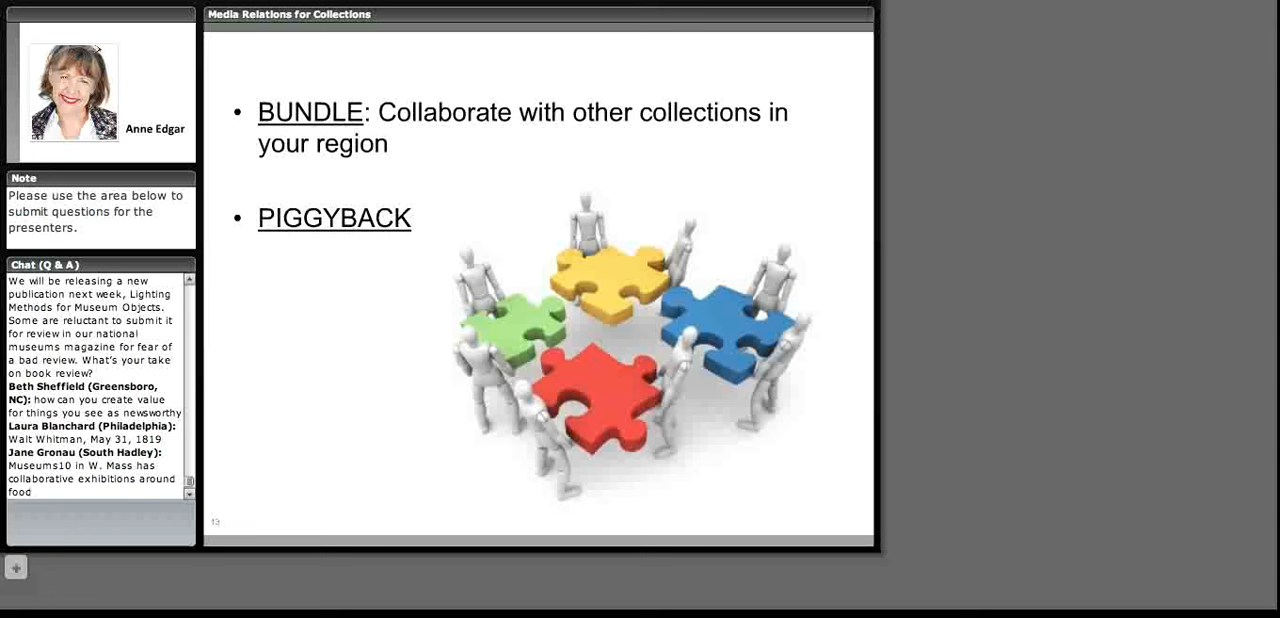 Media Relations for Collections
Anne Edgar
Note
Please use the area below to
submit questions for the
presenters.
Chat (Q & A)
We will be releasing a new
publication next week, Lighting
Methods for Museum Objects.
Some are reluctant to submit it
for review in our national
museums magazine for fear of
a bad review. What's your take
on book review?
Beth Sheffield (Greensboro,
NC): how can you create value
for things you see as newsworthy
Laura Blanchard (Philadelphia):
Walt Whitman, May 31, 1819
Jane Gronau (South Hadley):
Museums10 in W. Mass has
collaborative exhibitions around
food
• BUNDLE: Collaborate with other collections in
your region
• PIGGYBACK
13